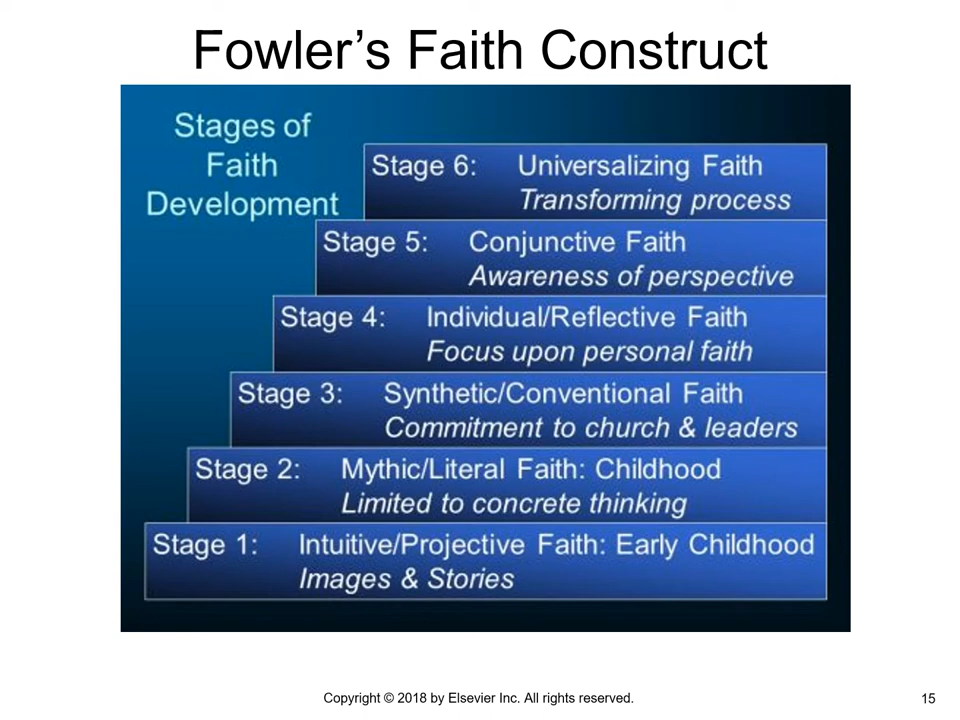 Fowler’s Faith Construct
Stages of
Faith
Development
Stage 6: Universalizing Faith
Transforming process
Stage 5: Conjunctive Faith
Awareness of perspective
Stage 4: Individual/Reflective Faith
Focus upon personal faith
Stage 3: Synthetic/Conventional Faith
Commitment to church & leaders
Stage 2: Mythic/Literal Faith: Childhood
Limited to concrete thinking
Stage 1: Intuitive/Projective Faith: Early Childhood
Images & Stories
Copyright © 2018 by Elsevier Inc. All rights reserved.
15